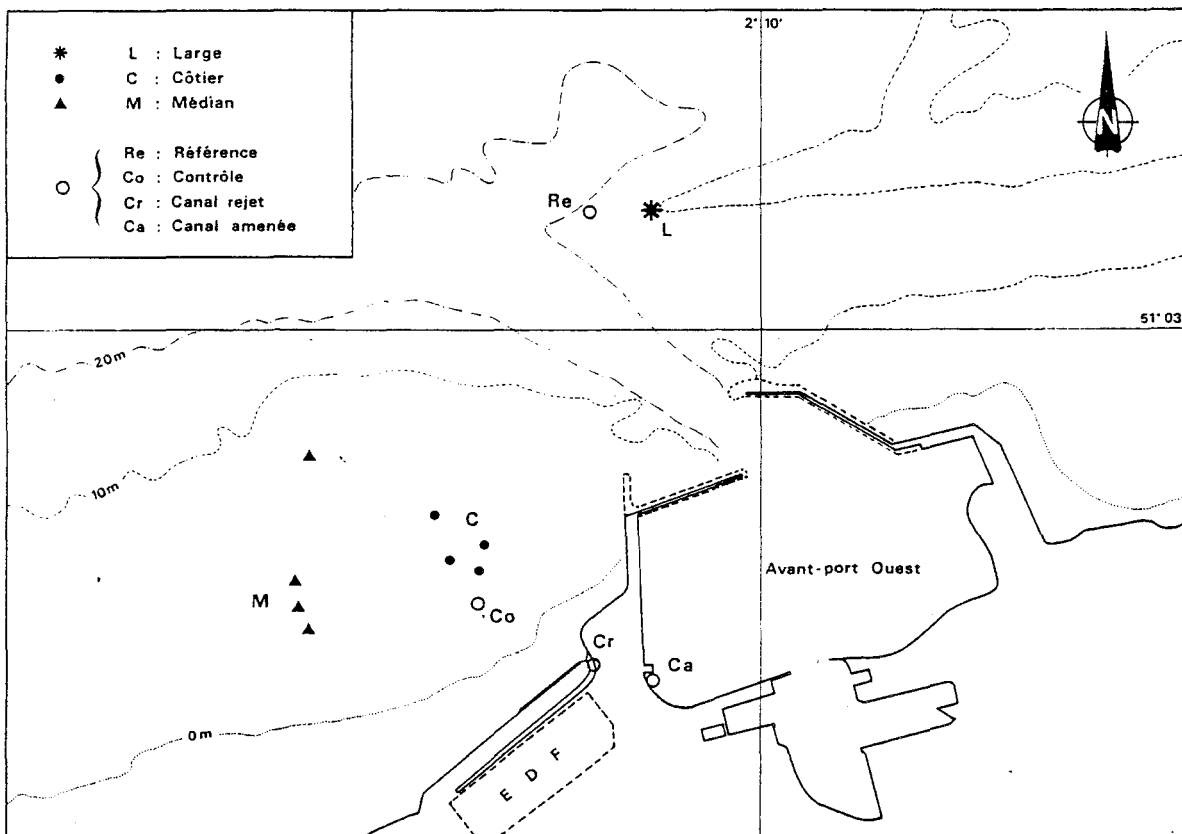 L : Large
C : Côtier
M : Médian
Re : Référence
Co : Contrôle
Cr : Canal rejet
Ca : Canal amenée
2° 10'
N
Re
L
51° 03
20m
10m
C
Avant-port Ouest
M
Co
Cr
Ca
0m
E D F